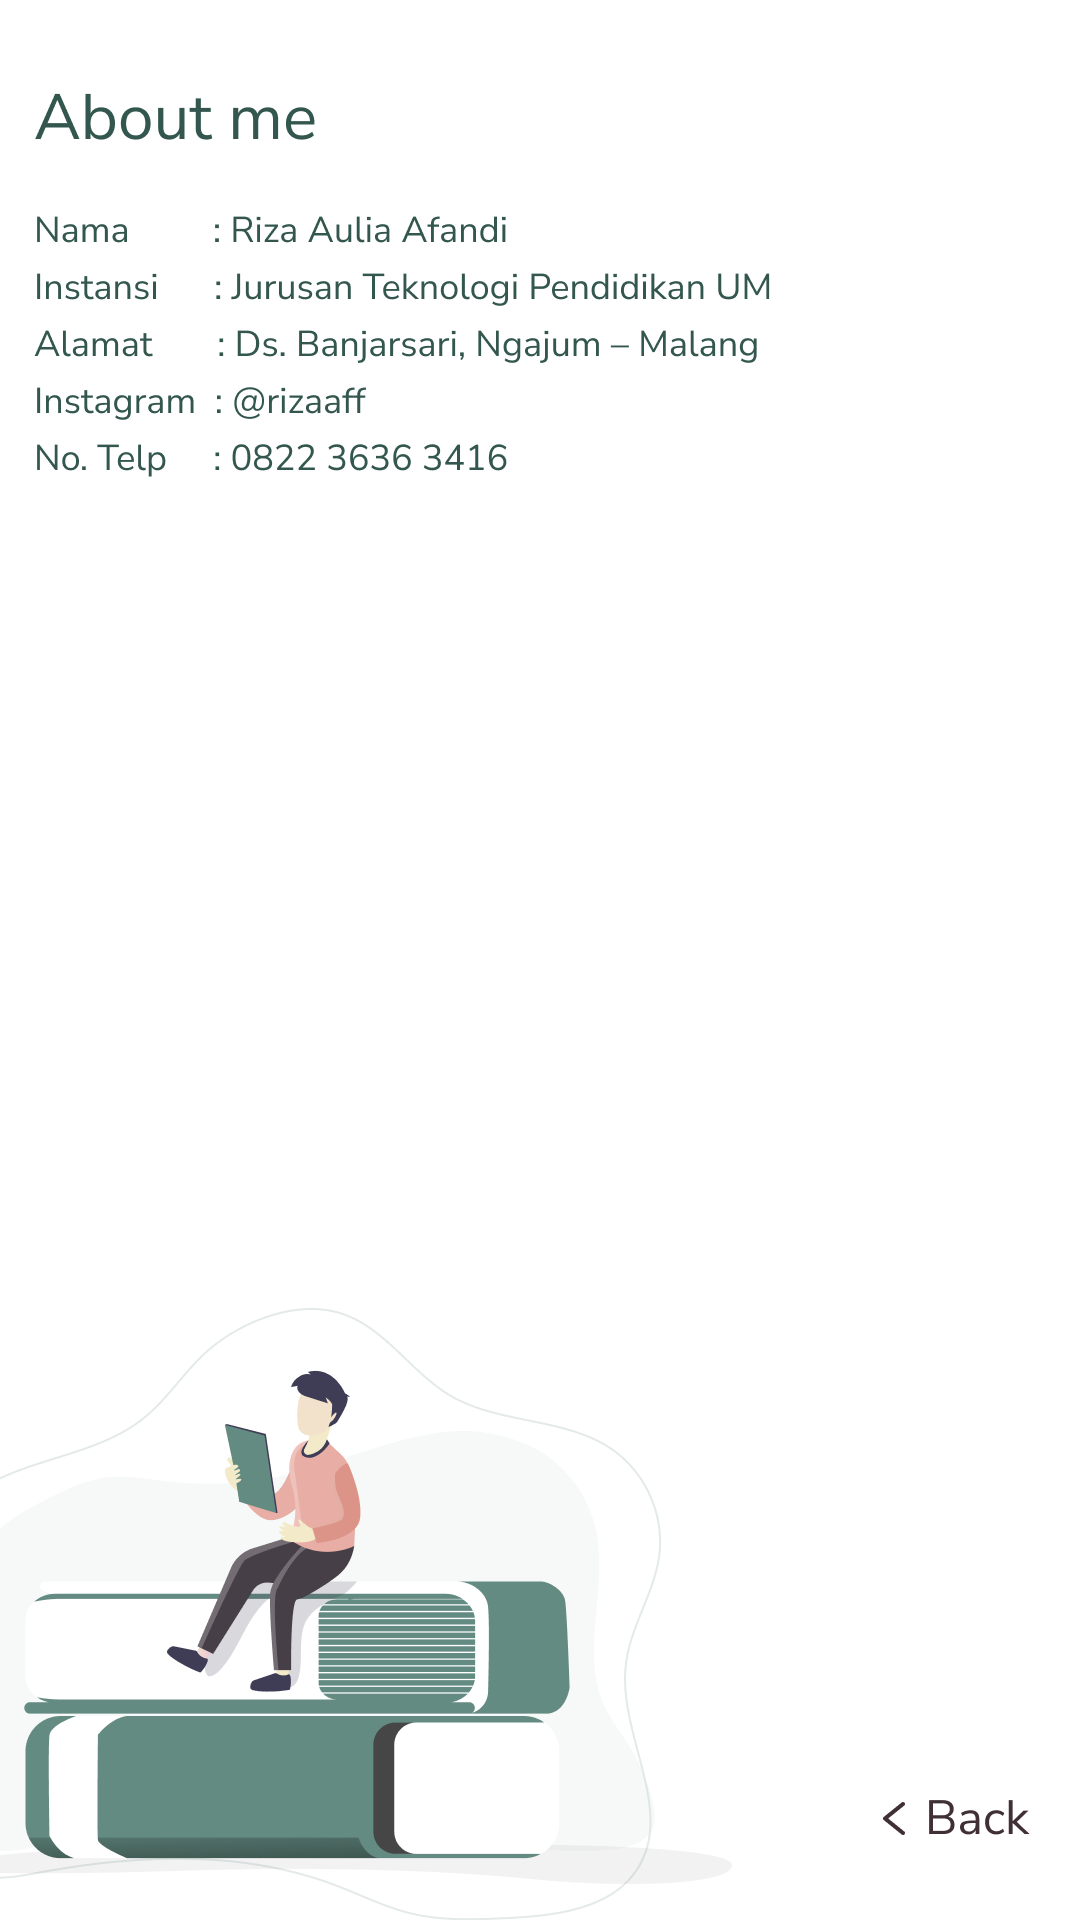 About me
Nama : Riza Aulia Afandi
Instansi : Jurusan Teknologi Pendidikan UM
Alamat : Ds. Banjarsari, Ngajum – Malang
Instagram : @rizaaff
No. Telp : 0822 3636 3416
< Back